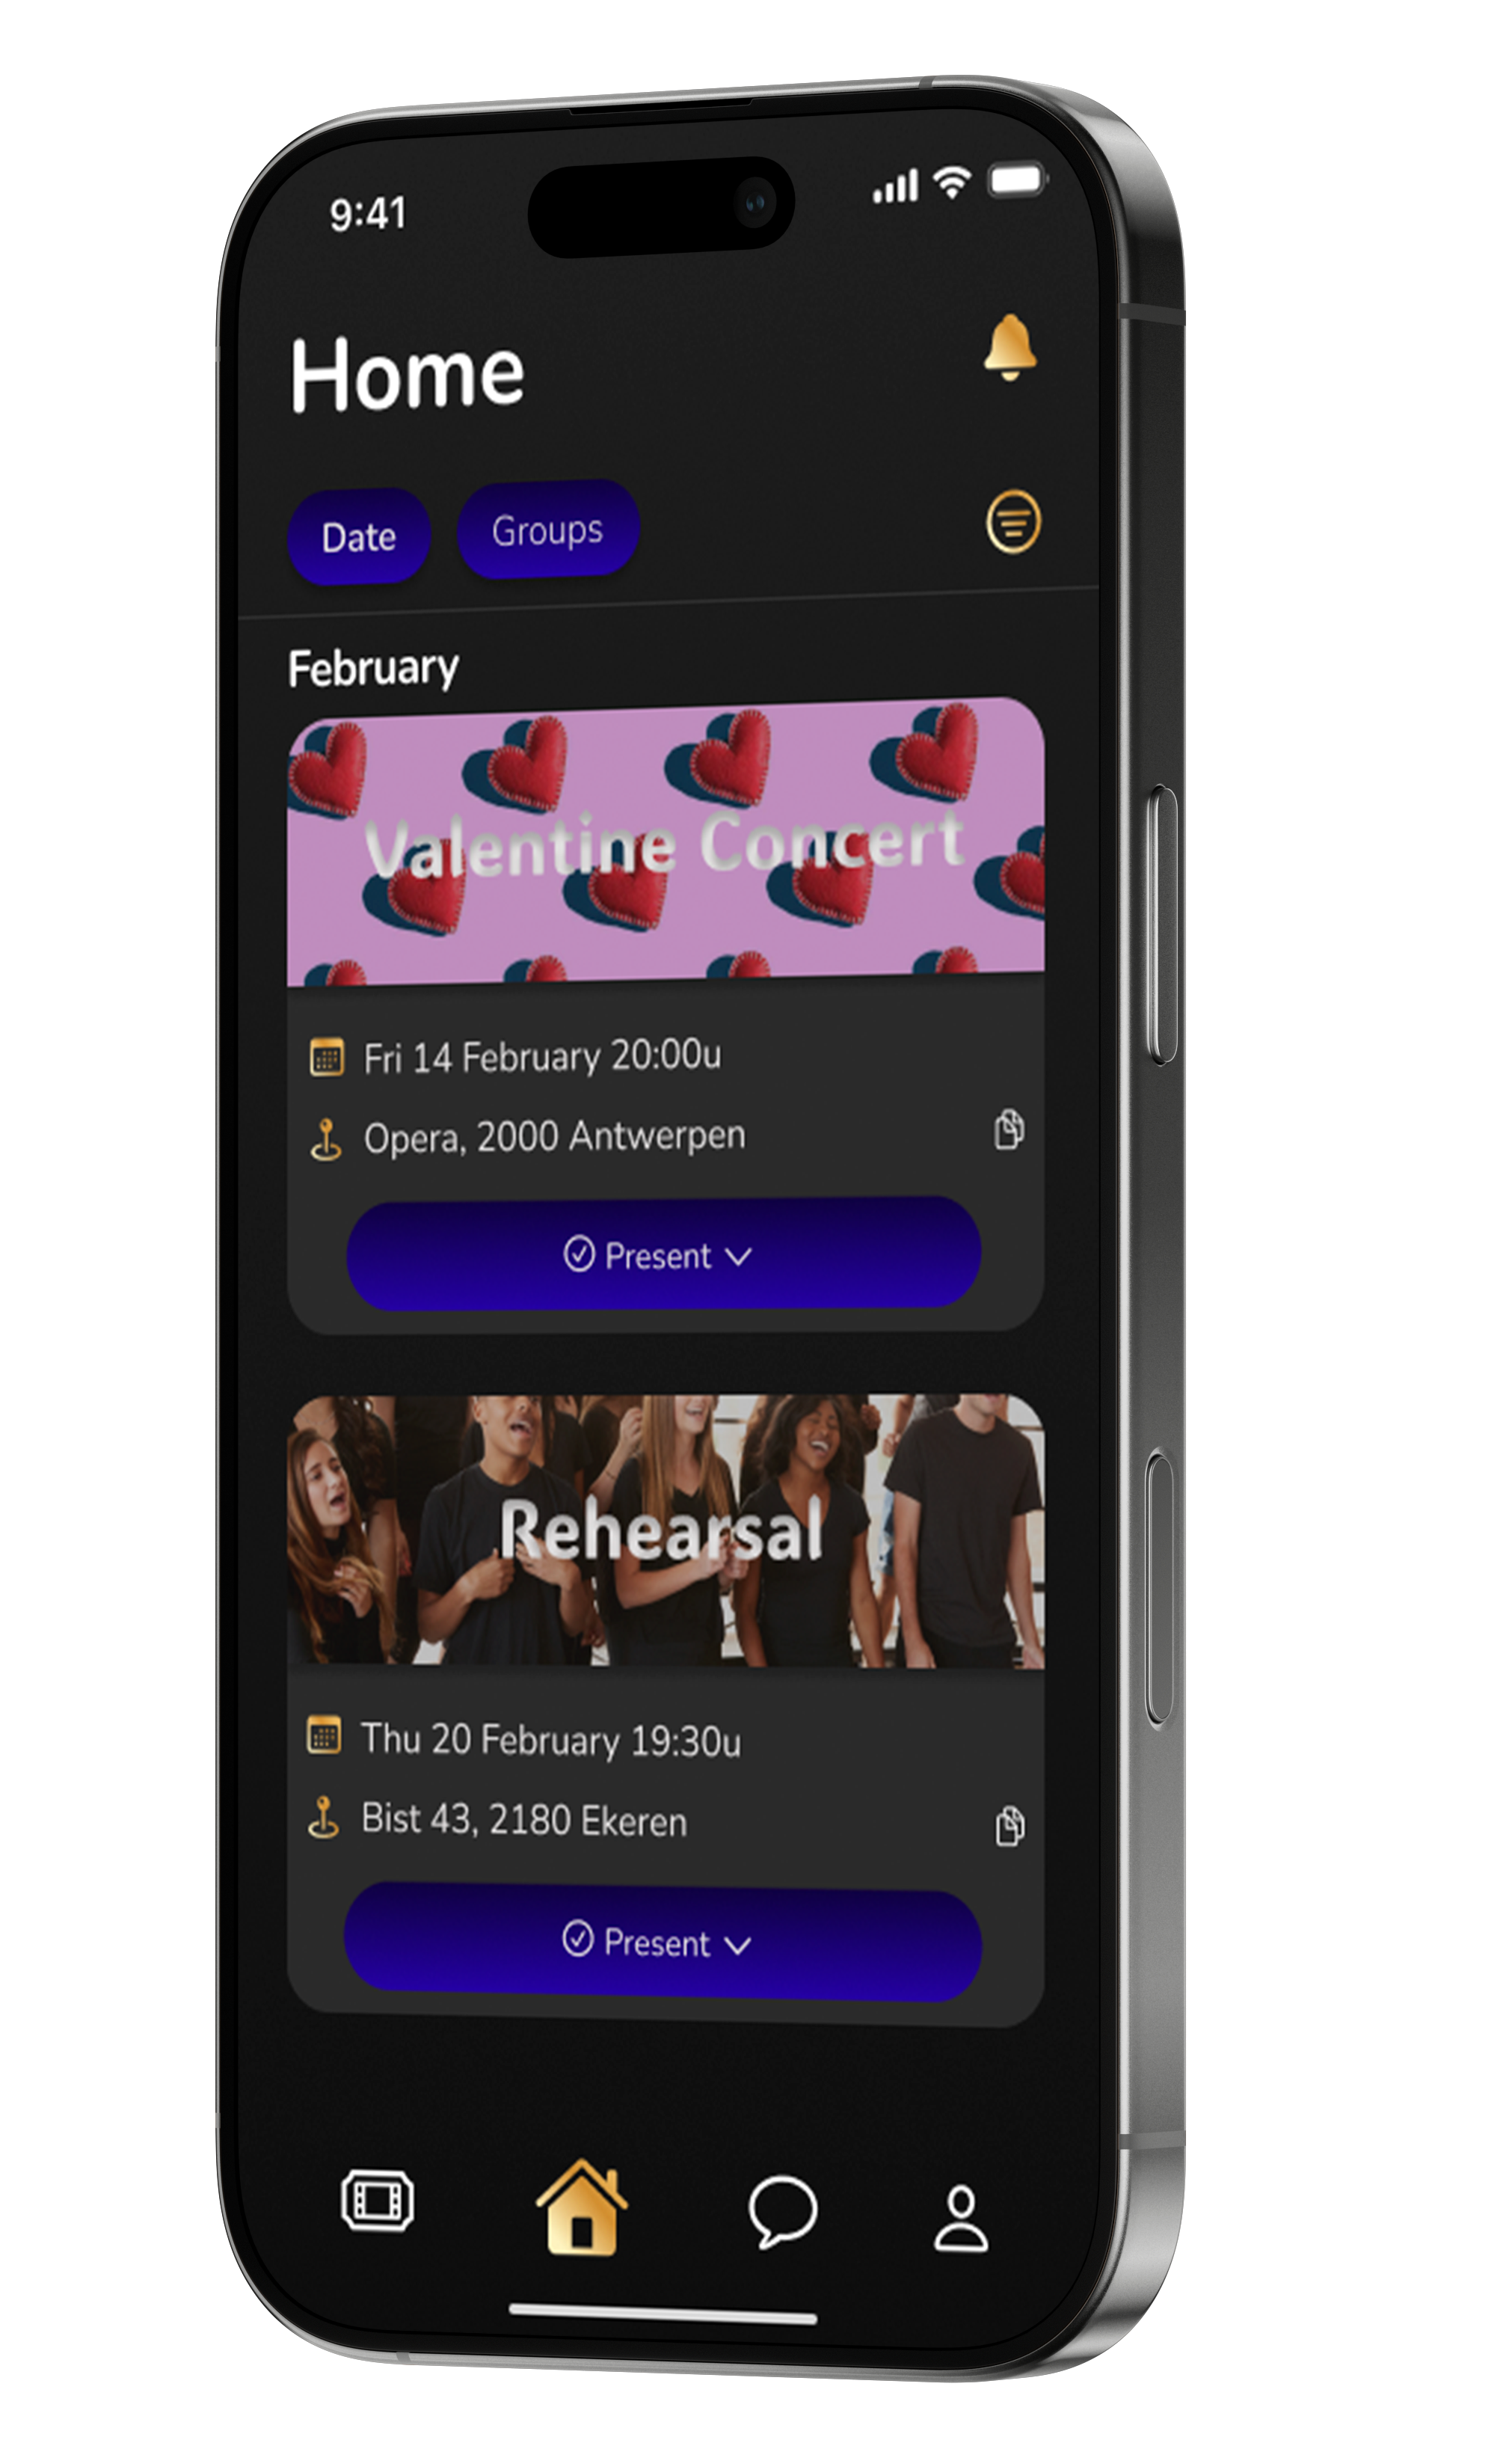 9:41
Home
Date
Groups
February
Valentine Concert
Fri 14 February 20:00u
Opera, 2000 Antwerpen
Present
Rehearsal
Thu 20 February 19:30u
Bist 43, 2180 Ekeren
Present